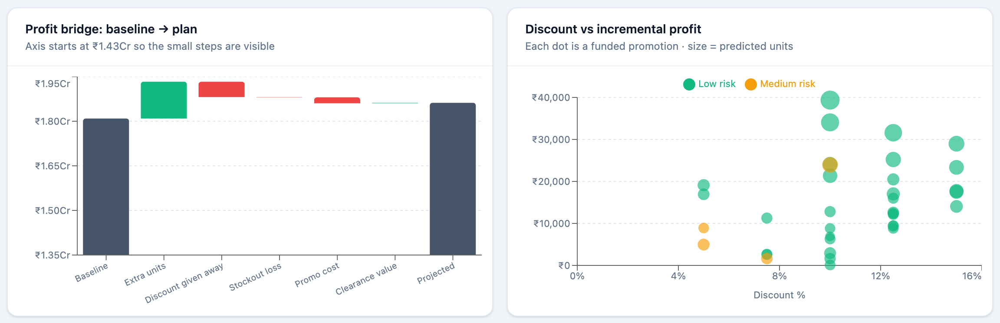 Profit bridge: baseline → plan
Axis starts at ₹1.43Cr so the small steps are visible
₹1.95Cr
₹1.80Cr
₹1.65Cr
₹1.50Cr
₹1.35Cr
Baseline
Extra units
Discount given away
Stockout loss
Promo cost
Clearance value
Projected
Discount vs incremental profit
Each dot is a funded promotion · size = predicted units
Low risk
Medium risk
₹40,000
₹30,000
₹20,000
₹10,000
₹0
0%
4%
8%
12%
16%
Discount %